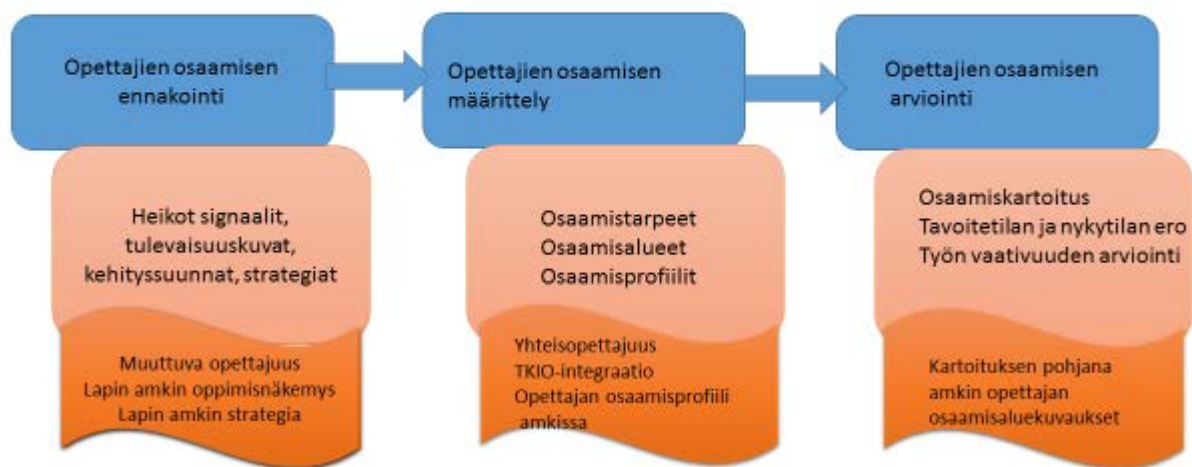 Opettajien osaamisen
ennakointi
Heikot signaalit,
tulevaisuuskuvat,
kehityssuunnat, strategiat
Muuttuva opettajuus
Lapin amkin oppimisnäkemys
Lapin amkin strategia
Opettajien osaamisen
määrittely
Osaamistarpeet
Osaamisalueet
Osaamisprofiilit
Yhteisopettajuus
TKIO-integraatio
Opettajan osaamisprofiili
amkissa
Opettajien osaamisen
arviointi
Osaamiskartoitus
Tavoitetilan ja nykytilan ero
Työn vaativuuden arviointi
Kartoituksen pohjana
amkin opettajan
osaamisaluekuvaukset